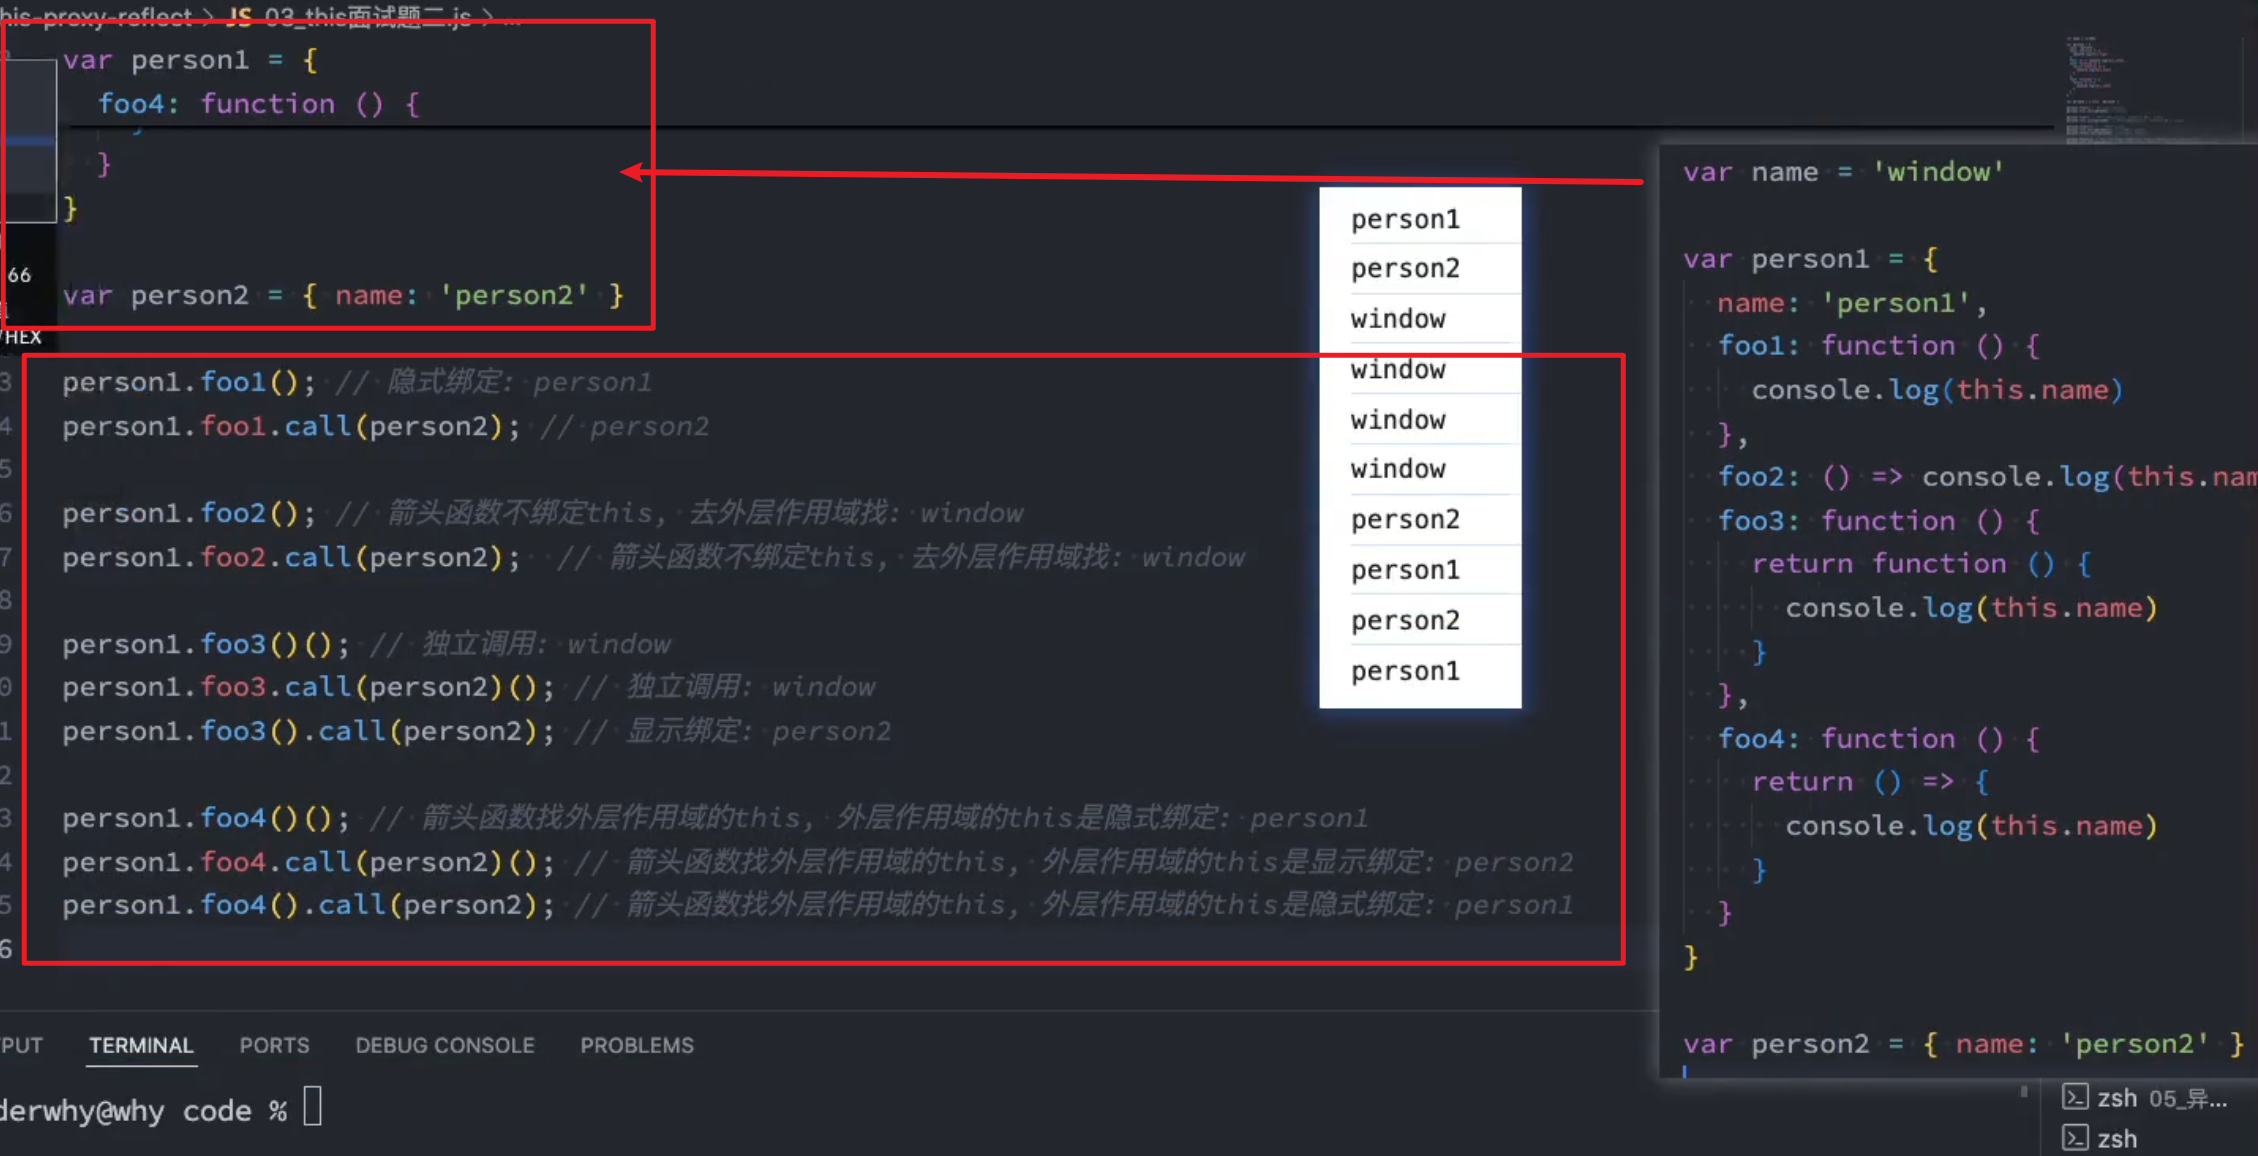 his-proxy-reflect > JS 03_this面试题二.js > ...
var person1 = {
foo4: function () {
}
}
}
var person2 = { name: 'person2' }
66
/HEX
3 person1.foo1(); // 隐式绑定: person1
4 person1.foo1.call(person2); // person2
5
6 person1.foo2(); // 箭头函数不绑定this, 去外层作用域找: window
7 person1.foo2.call(person2); // 箭头函数不绑定this, 去外层作用域找: window
8
9 person1.foo3()(); // 独立调用: window
0 person1.foo3.call(person2)(); // 独立调用: window
1 person1.foo3().call(person2); // 显示绑定: person2
2
3 person1.foo4()(); // 箭头函数找外层作用域的this, 外层作用域的this是隐式绑定: person1
4 person1.foo4.call(person2)(); // 箭头函数找外层作用域的this, 外层作用域的this是显示绑定: person2
5 person1.foo4().call(person2); // 箭头函数找外层作用域的this, 外层作用域的this是隐式绑定: person1
6
person1
person2
window
window
window
window
person2
person1
person2
person1
var name = 'window'
var person1 = {
name: 'person1',
foo1: function () {
console.log(this.name)
},
foo2: () => console.log(this.nam
foo3: function () {
return function () {
console.log(this.name)
}
},
foo4: function () {
return () => {
console.log(this.name)
}
}
}
var person2 = { name: 'person2' }
PUT TERMINAL PORTS DEBUG CONSOLE PROBLEMS
derwhy@why code %
zsh 05_异...
zsh